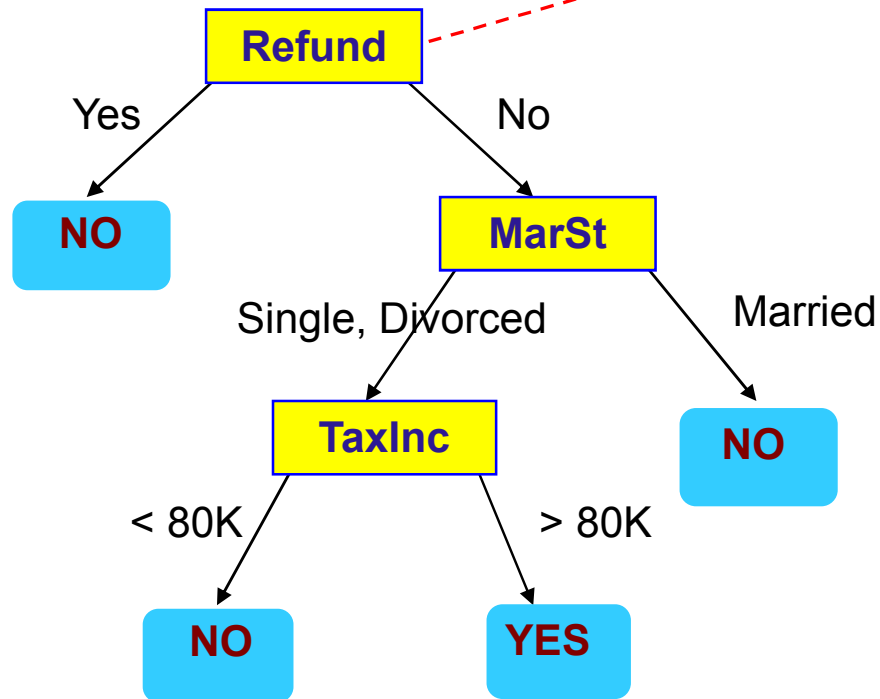 Refund
Yes
No
NO
MarSt
Single, Divorced
Married
TaxInc
NO
< 80K
> 80K
NO
YES